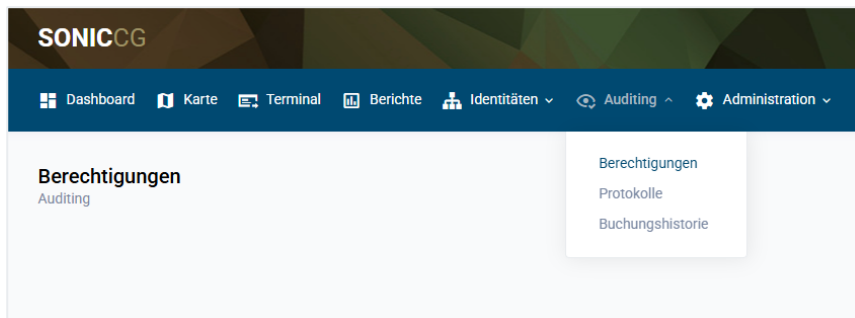 SONICCG
Dashboard Karte Terminal Berichte Identitäten Auditing Administration
Berechtigungen
Auditing
Berechtigungen
Protokolle
Buchungshistorie